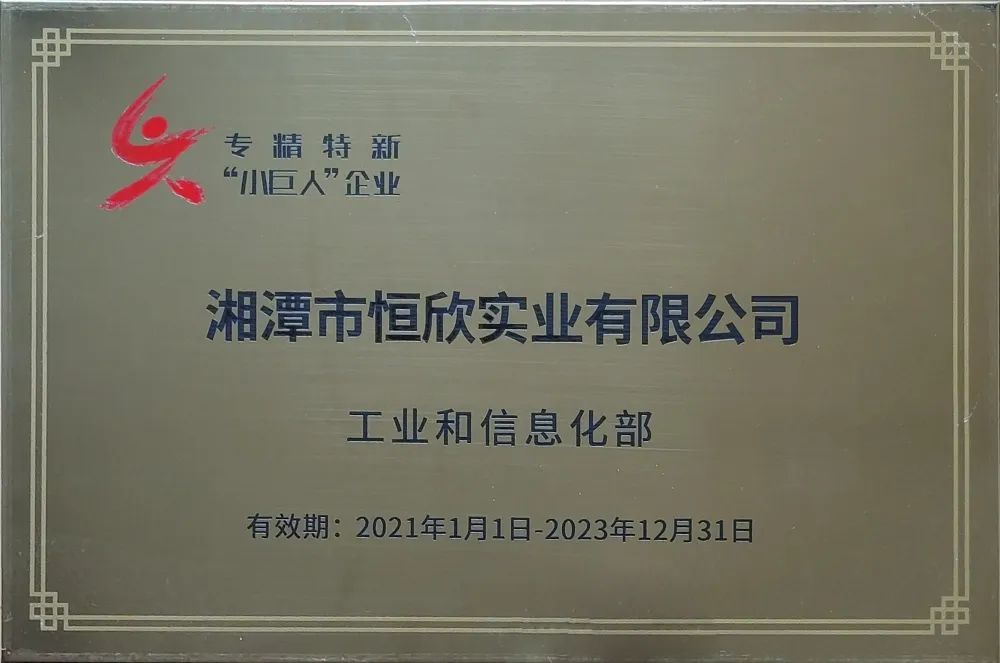 专精特新
“小巨人”企业
湘潭市恒欣实业有限公司
工业和信息化部
有效期：2021年1月1日-2023年12月31日